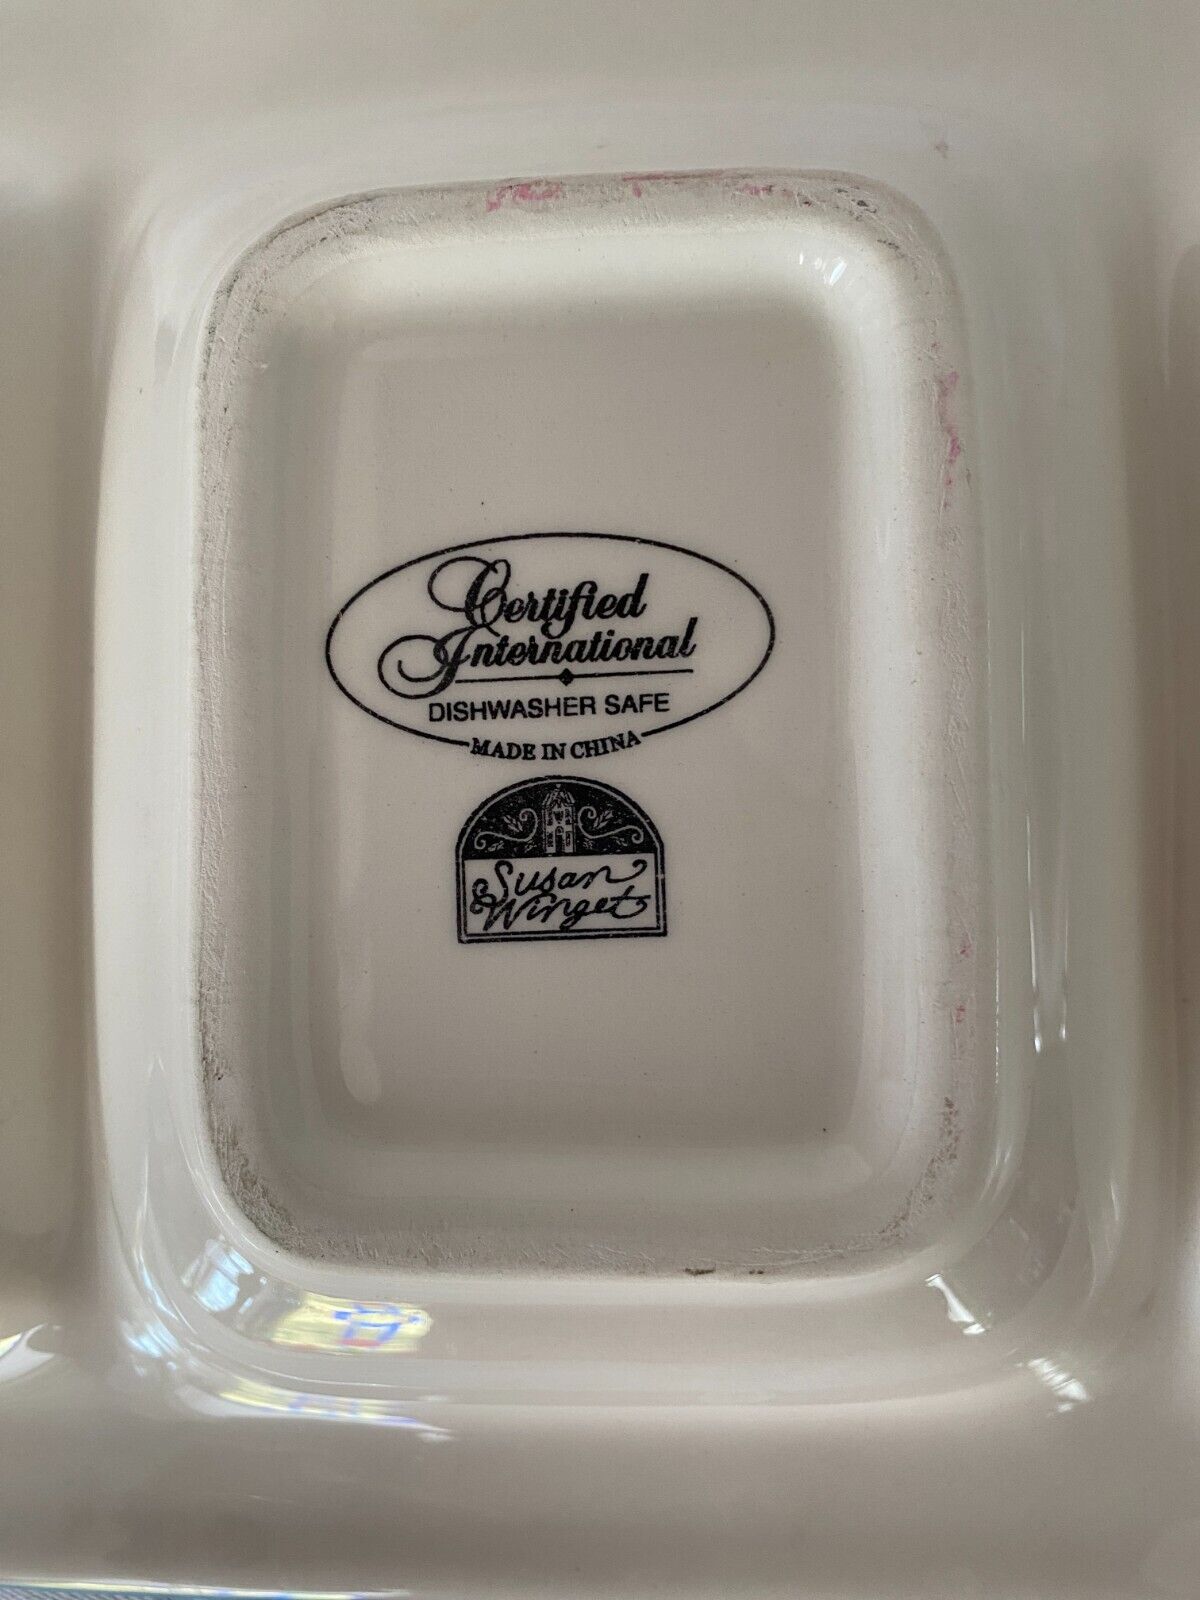 Certified
International
DISHWASHER SAFE
MADE IN CHINA
Susan
Winget